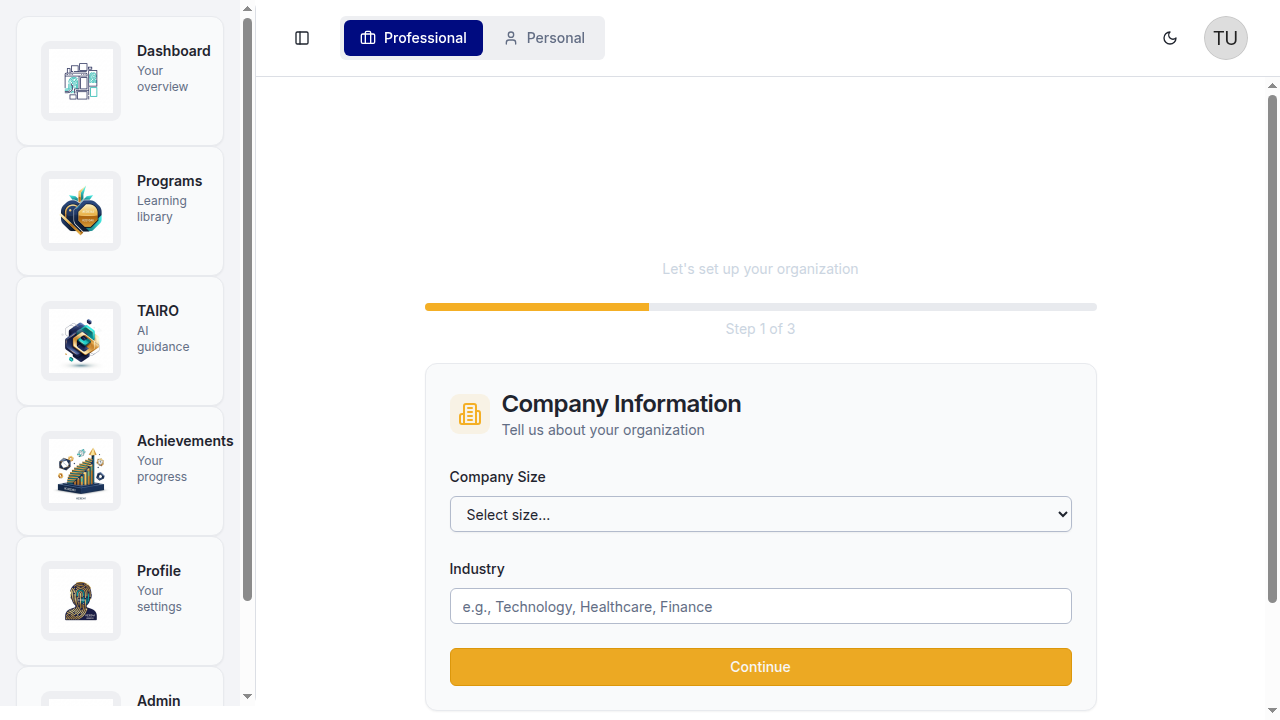 Dashboard
Your
overview
Programs
Learning
library
TAIRO
AI
guidance
Achievements
Your
progress
Profile
Your
settings
Admin
Professional
Personal
TU
Let's set up your organization
Step 1 of 3
Company Information
Tell us about your organization
Company Size
Select size...
Industry
e.g., Technology, Healthcare, Finance
Continue